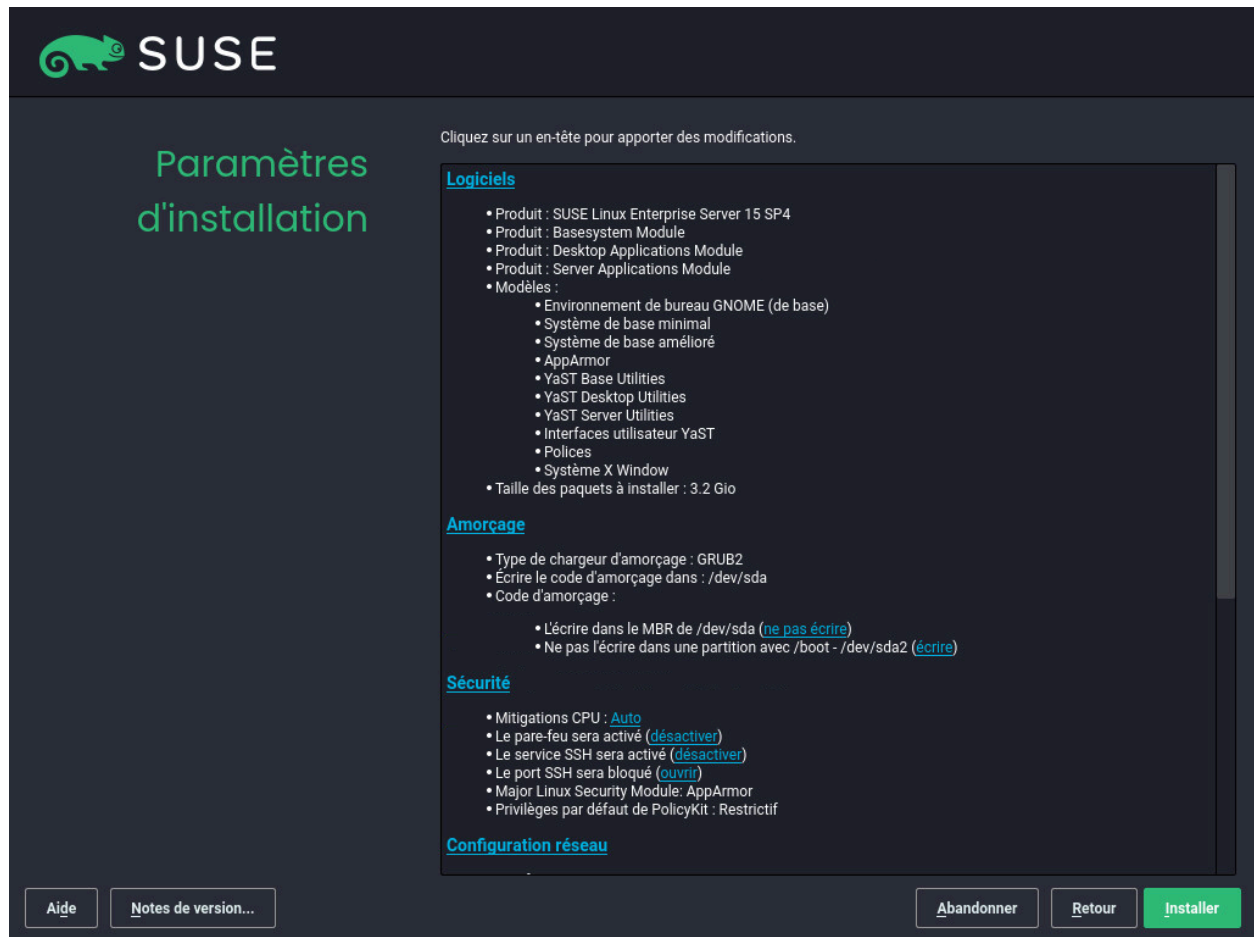 SUSE
Paramètres
d'installation
Cliquez sur un en-tête pour apporter des modifications.
Logiciels
• Produit : SUSE Linux Enterprise Server 15 SP4
• Produit : Basesystem Module
• Produit : Desktop Applications Module
• Produit : Server Applications Module
• Modèles :
• Environnement de bureau GNOME (de base)
• Système de base minimal
• Système de base amélioré
• AppArmor
• YaST Base Utilities
• YaST Desktop Utilities
• YaST Server Utilities
• Interfaces utilisateur YaST
• Polices
• Système X Window
• Taille des paquets à installer : 3.2 Gio
Amorçage
• Type de chargeur d'amorçage : GRUB2
• Écrire le code d'amorçage dans : /dev/sda
• Code d'amorçage :
• L'écrire dans le MBR de /dev/sda (ne pas écrire)
• Ne pas l'écrire dans une partition avec /boot - /dev/sda2 (écrire)
Sécurité
• Mitigations CPU : Auto
• Le pare-feu sera activé (désactiver)
• Le service SSH sera activé (désactiver)
• Le port SSH sera bloqué (ouvrir)
• Major Linux Security Module: AppArmor
• Privilèges par défaut de PolicyKit : Restrictif
Configuration réseau
Aide
Notes de version...
Abandonner
Retour
Installer